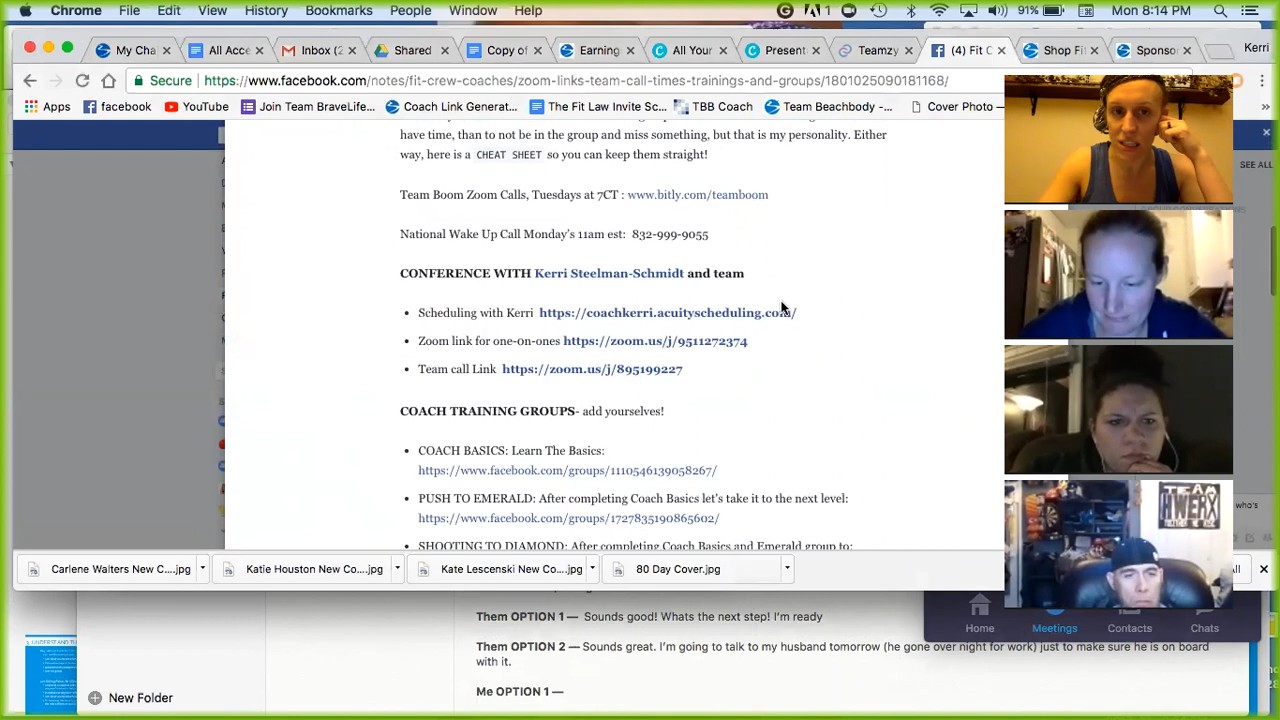 Chrome File Edit View History Bookmarks People Window Help 1 91% Mon 8:14 PM
My Cha All Acce Inbox (2 Shared Copy of Earning All Your Present Teamzy (4) Fit C Shop Fi Sponsor Kerri
Secure https://www.facebook.com/notes/fit-crew-coaches/zoom-links-team-call-times-trainings-and-groups/1801025090181168/
Apps facebook YouTube Join Team BraveLife... Coach Link Generat... The Fit Law Invite Sc... TBB Coach Team Beachbody -... Cover Photo
SEE ALL
have time, than to not be in the group and miss something, but that is my personality. Either
way, here is a CHEAT SHEET so you can keep them straight!
Team Boom Zoom Calls, Tuesdays at 7CT : www.bitly.com/teamboom
National Wake Up Call Monday's 11am est: 832-999-9055
CONFERENCE WITH Kerri Steelman-Schmidt and team
• Scheduling with Kerri https://coachkerri.acuityscheduling.com/
• Zoom link for one-on-ones https://zoom.us/j/9511272374
• Team call Link https://zoom.us/j/895199227
COACH TRAINING GROUPS- add yourselves!
• COACH BASICS: Learn The Basics:
https://www.facebook.com/groups/1110546139058267/
• PUSH TO EMERALD: After completing Coach Basics let's take it to the next level:
https://www.facebook.com/groups/1727835190865602/
• SHOOTING TO DIAMOND: After completing Coach Basics and Emerald group to:
who's
TEAM
HWERX
Carlene Walters New C....jpg Katie Houston New Co....jpg Kate Lescenski New Co....jpg 80 Day Cover.jpg All
Them OPTION 1 — Sounds good! Whats the next step! I'm ready
Home Meetings Contacts Chats
Them OPTION 2 — Sounds great. I'm going to talk to my husband tomorrow (he goes over night for work) just to make sure he is on board
with it.
Me OPTION 1 —
New Folder